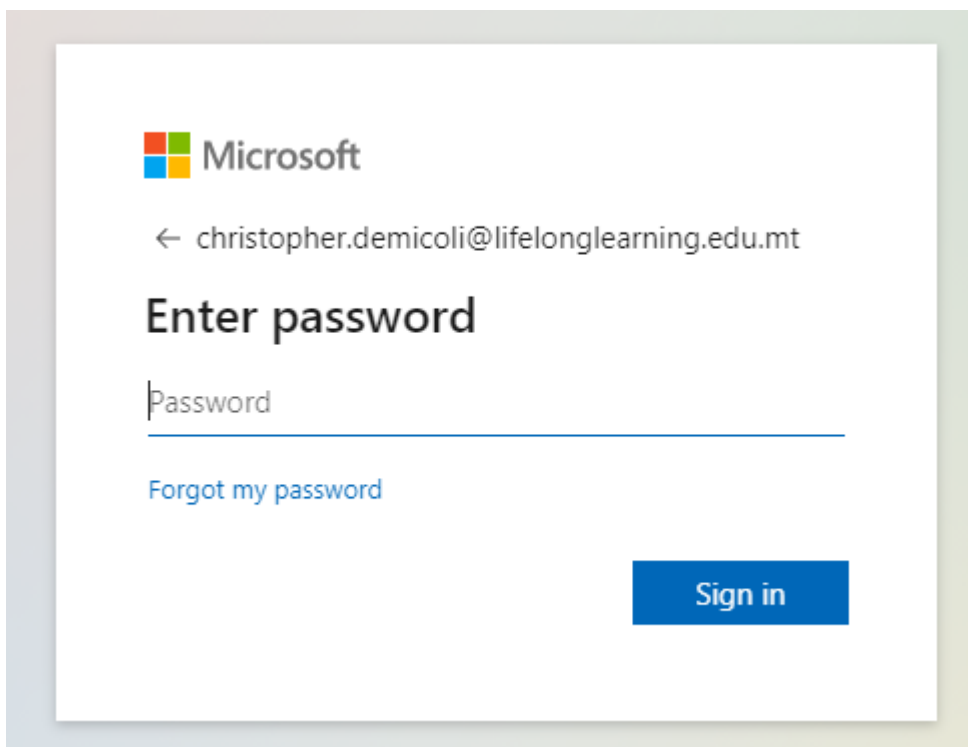 Microsoft
← christopher.demicoli@lifelonglearning.edu.mt
Enter password
Password
Forgot my password
Sign in